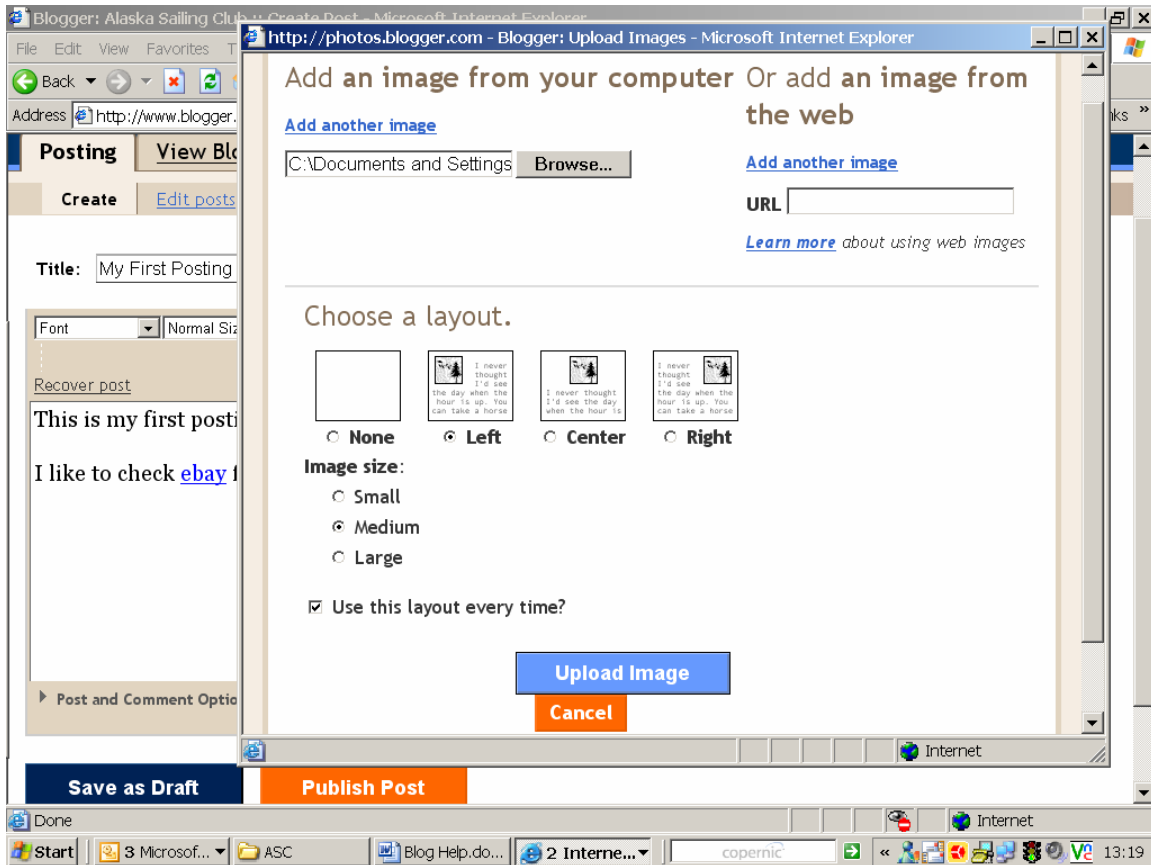 Blogger: Alaska Sailing Club :: Create Post - Microsoft Internet Explorer
File Edit View Favorites T
Back
Address http://www.blogger.
nks »
Posting View Blo
Create Edit posts
Title: My First Posting
Font Normal Siz
Recover post
This is my first posti
I like to check ebay f
Post and Comment Optio
Save as Draft Publish Post
http://photos.blogger.com - Blogger: Upload Images - Microsoft Internet Explorer
Add an image from your computer
Add another image
C:\Documents and Settings Browse...
Or add an image from
the web
Add another image
URL
Learn more about using web images
Choose a layout.
I never
thought
I'd see
the day when the
hour is up. You
can take a horse
I never thought
I'd see the day
when the hour is
I never
thought
I'd see
the day when the
hour is up. You
can take a horse
None Left Center Right
Image size:
Small
Medium
Large
Use this layout every time?
Upload Image
Cancel
Internet
Done Internet
Start 3 Microsof... ASC Blog Help.do... 2 Interne... copernic « 13:19